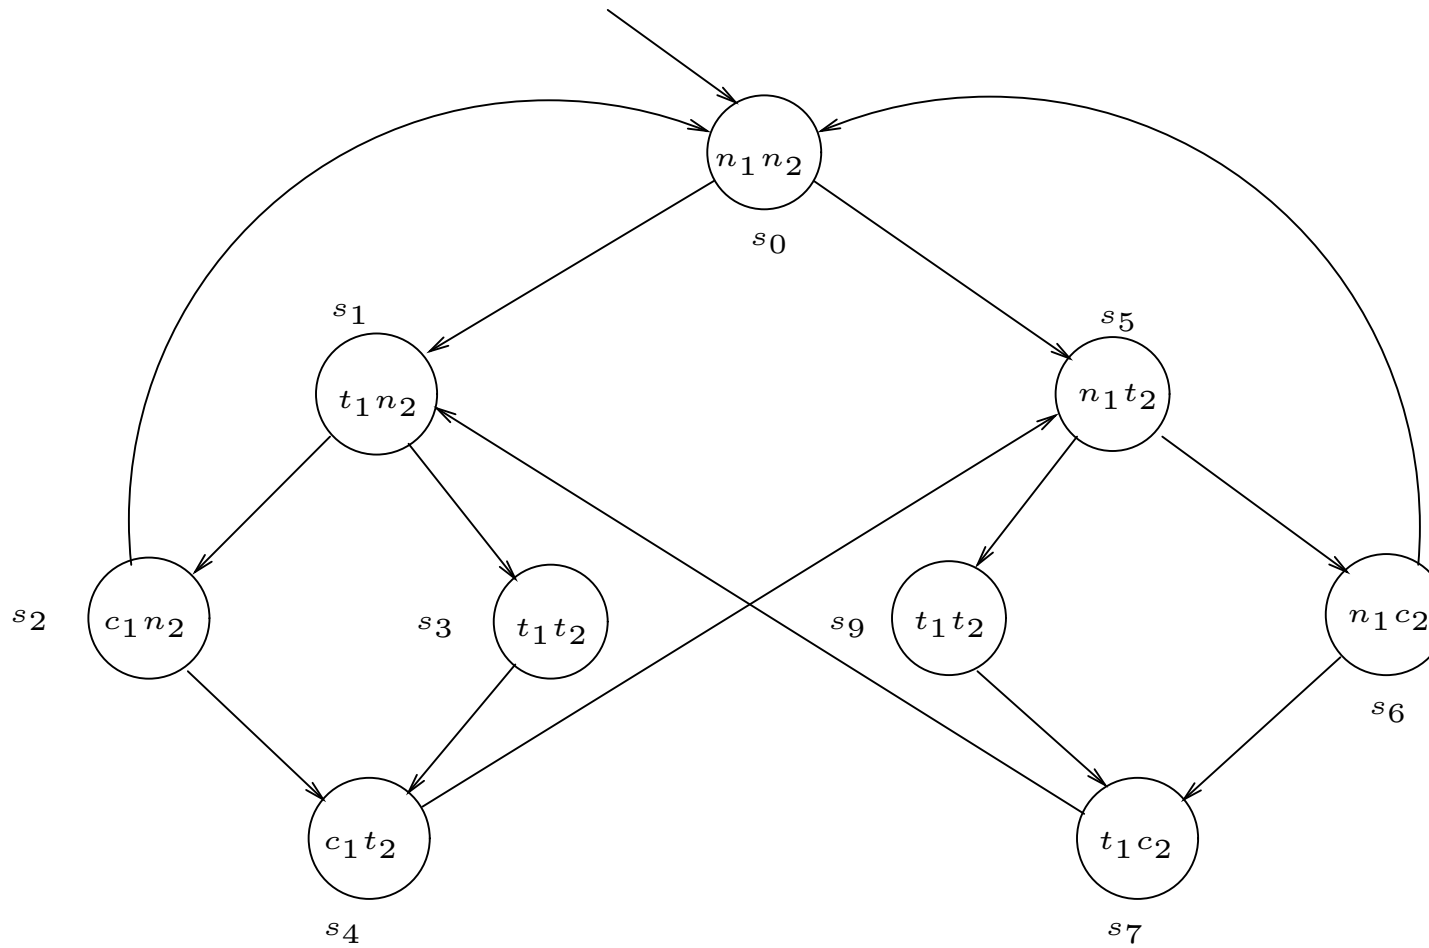 n₁n₂
s₀
s₁
s₅
t₁n₂
n₁t₂
s₂
c₁n₂
s₃
t₁t₂
s₉
t₁t₂
n₁c₂
s₆
c₁t₂
t₁c₂
s₄
s₇